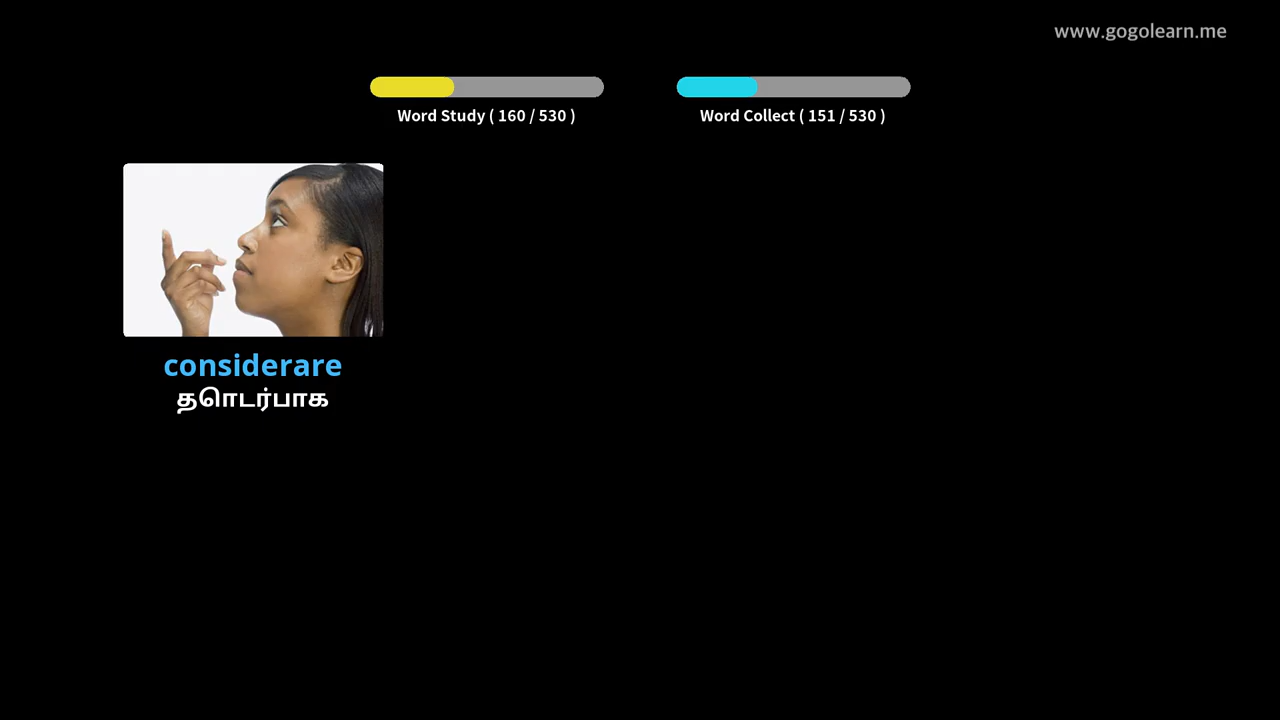 www.gogolearn.me
Word Study ( 160 / 530 )
Word Collect ( 151 / 530 )
considerare
தொடர்பாக